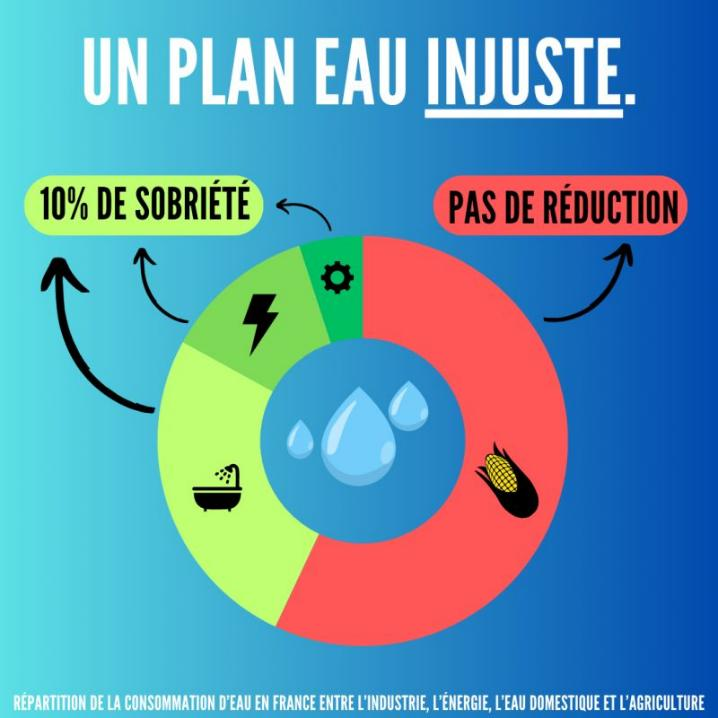 UN PLAN EAU INJUSTE.
10% DE SOBRIÉTÉ
PAS DE RÉDUCTION
RÉPARTITION DE LA CONSOMMATION D'EAU EN FRANCE ENTRE L'INDUSTRIE, L'ÉNERGIE, L'EAU DOMESTIQUE ET L'AGRICULTURE